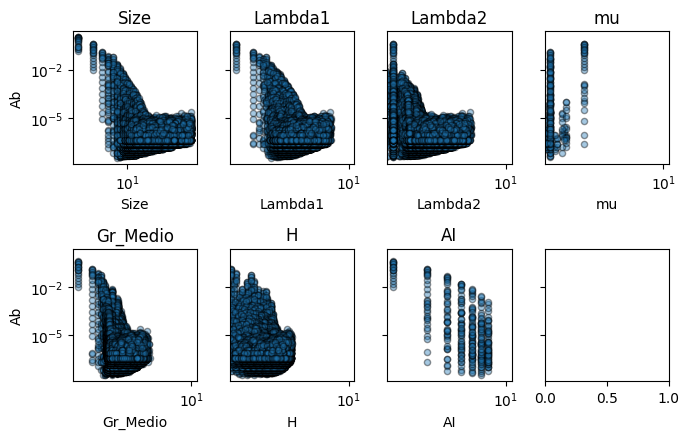 Size Lambda1 Lambda2 mu
Ab
10^-2
10^-5
10^1 10^1 10^1 10^1
Size Lambda1 Lambda2 mu
Gr_Medio H AI
Ab
10^-2
10^-5
10^1 10^1 10^1 0.0 0.5 1.0
Gr_Medio H AI